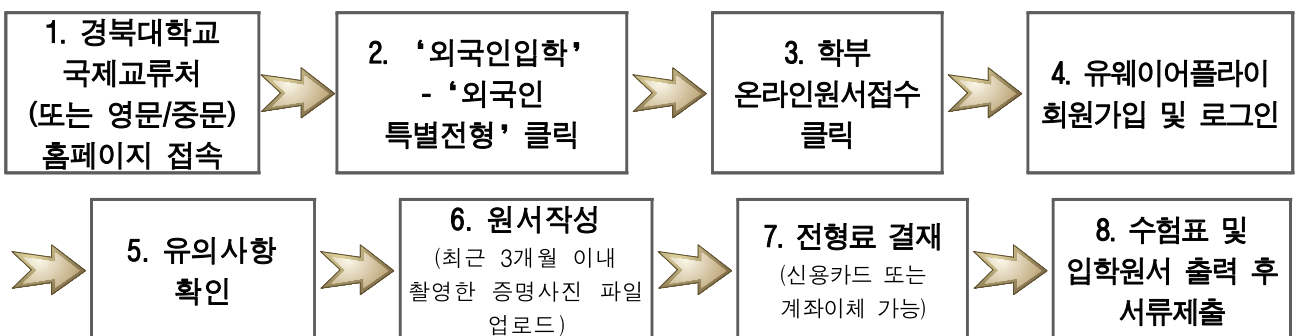 1. 경북대학교
국제교류처
(또는 영문/중문)
홈페이지 접속
2. ‘외국인입학’
- ‘외국인
특별전형’ 클릭
3. 학부
온라인원서접수
클릭
4. 유웨이어플라이
회원가입 및 로그인
5. 유의사항
확인
6. 원서작성
(최근 3개월 이내
촬영한 증명사진 파일
업로드)
7. 전형료 결재
(신용카드 또는
계좌이체 가능)
8. 수험표 및
입학원서 출력 후
서류제출